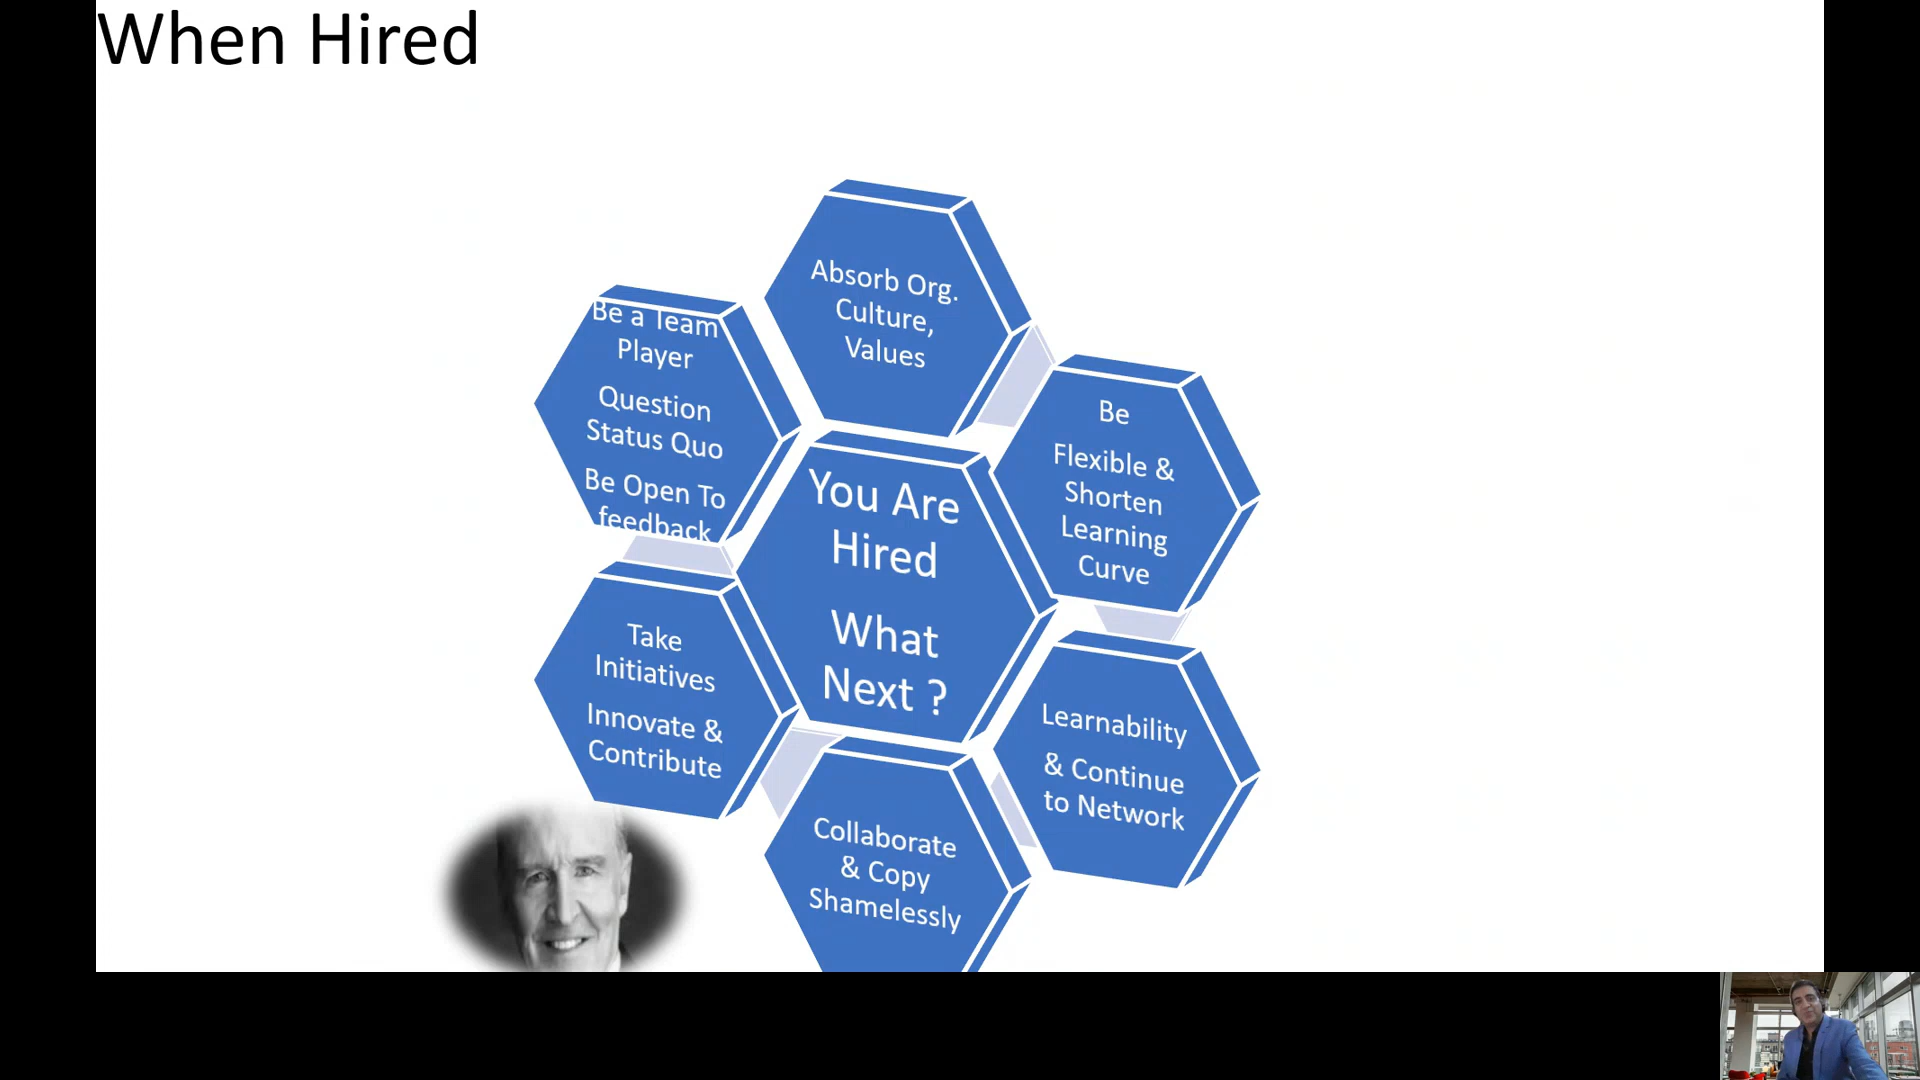 When Hired
Absorb Org.
Culture,
Values
Be a Team
Player
Question
Status Quo
Be Open To
feedback
Be
Flexible &
Shorten
Learning
Curve
You Are
Hired
What
Next ?
Take
Initiatives
Innovate &
Contribute
Learnability
& Continue
to Network
Collaborate
& Copy
Shamelessly